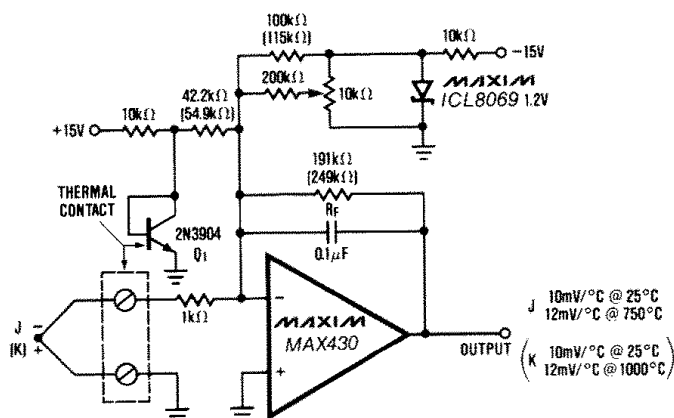 100kΩ
(115kΩ)
10kΩ
-15V
200kΩ
10kΩ
MAXIM
ICL8069 1.2V
42.2kΩ
(54.9kΩ)
10kΩ
+15V
191kΩ
(249kΩ)
RF
0.1µF
THERMAL
CONTACT
2N3904
Q1
1kΩ
J
(K)
−
+
−
+
MAXIM
MAX430
OUTPUT
J 10mV/°C @ 25°C
12mV/°C @ 750°C
(K 10mV/°C @ 25°C
12mV/°C @ 1000°C)